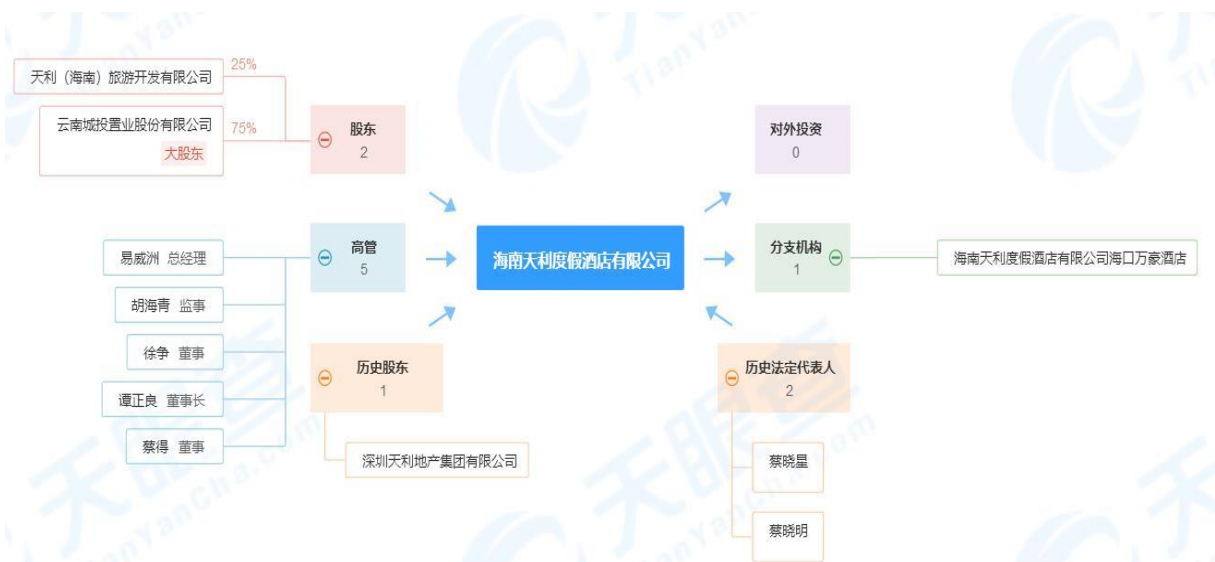 天利（海南）旅游开发有限公司
25%
云南城投置业股份有限公司
大股东
75%
股东
2
易威洲 总经理
胡海青 监事
徐争 董事
谭正良 董事长
蔡得 董事
高管
5
历史股东
1
深圳天利地产集团有限公司
海南天利度假酒店有限公司
对外投资
0
分支机构
1
海南天利度假酒店有限公司海口万豪酒店
历史法定代表人
2
蔡晓星
蔡晓明
天眼查
TianYanCha.com